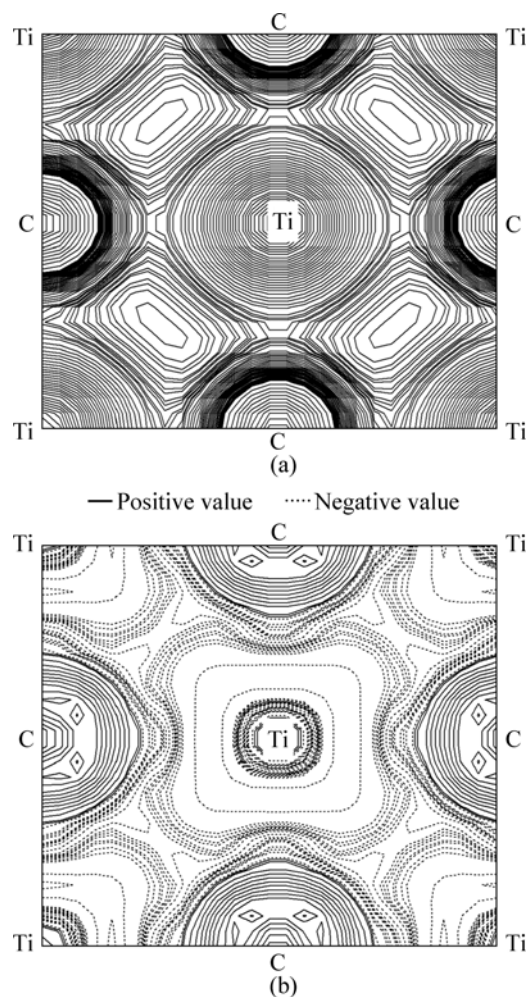 C
Ti Ti
C Ti C
Ti Ti
C
(a)
Positive value Negative value
C
Ti Ti
C Ti C
Ti Ti
C
(b)